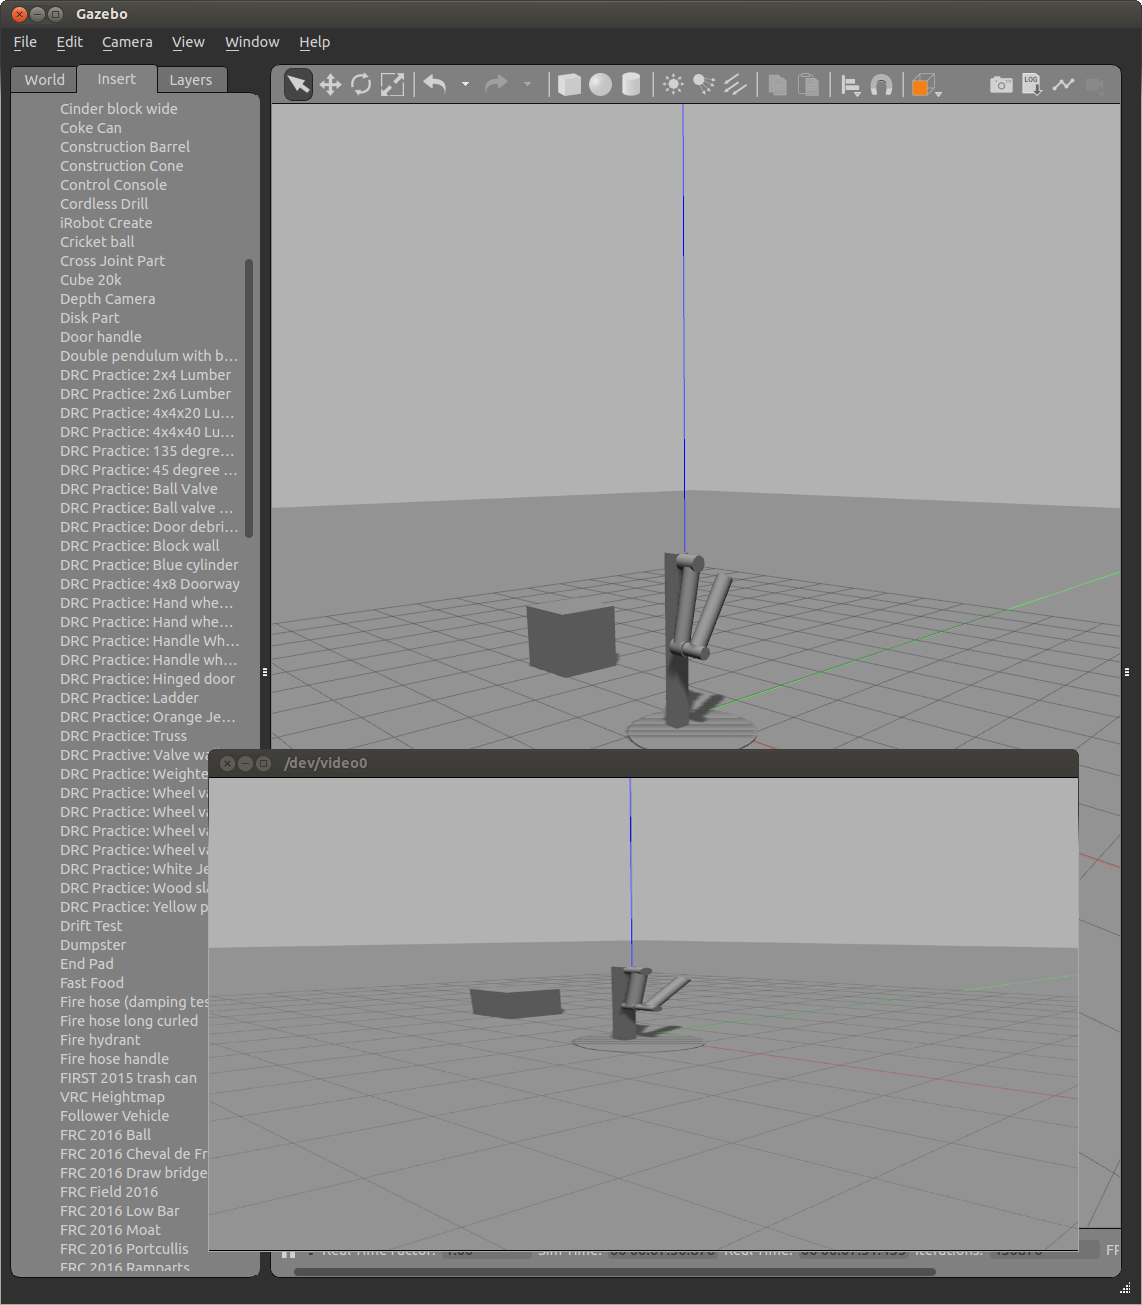 Gazebo
File Edit Camera View Window Help
World Insert Layers
LOG
Cinder block wide
Coke Can
Construction Barrel
Construction Cone
Control Console
Cordless Drill
iRobot Create
Cricket ball
Cross Joint Part
Cube 20k
Depth Camera
Disk Part
Door handle
Double pendulum with b...
DRC Practice: 2x4 Lumber
DRC Practice: 2x6 Lumber
DRC Practice: 4x4x20 Lu...
DRC Practice: 4x4x40 Lu...
DRC Practice: 135 degre...
DRC Practice: 45 degree ...
DRC Practice: Ball Valve
DRC Practice: Ball valve ...
DRC Practice: Door debri...
DRC Practice: Block wall
DRC Practice: Blue cylinder
DRC Practice: 4x8 Doorway
DRC Practice: Hand whe...
DRC Practice: Hand whe...
DRC Practice: Handle Wh...
DRC Practice: Handle wh...
DRC Practice: Hinged door
DRC Practice: Ladder
DRC Practice: Orange Je...
DRC Practice: Truss
DRC Practice: Valve wa
DRC Practice: Weighte
DRC Practice: Wheel va
DRC Practice: Wheel va
DRC Practice: Wheel va
DRC Practice: Wheel va
DRC Practice: White Je
DRC Practice: Wood sla
DRC Practice: Yellow p
Drift Test
Dumpster
End Pad
Fast Food
Fire hose (damping tes
Fire hose long curled
Fire hydrant
Fire hose handle
FIRST 2015 trash can
VRC Heightmap
Follower Vehicle
FRC 2016 Ball
FRC 2016 Cheval de Fr
FRC 2016 Draw bridge
FRC Field 2016
FRC 2016 Low Bar
FRC 2016 Moat
FRC 2016 Portcullis
FRC 2016 Ramparts
/dev/video0
Real Time Factor: Sim Time: Real Time: Iterations: FP